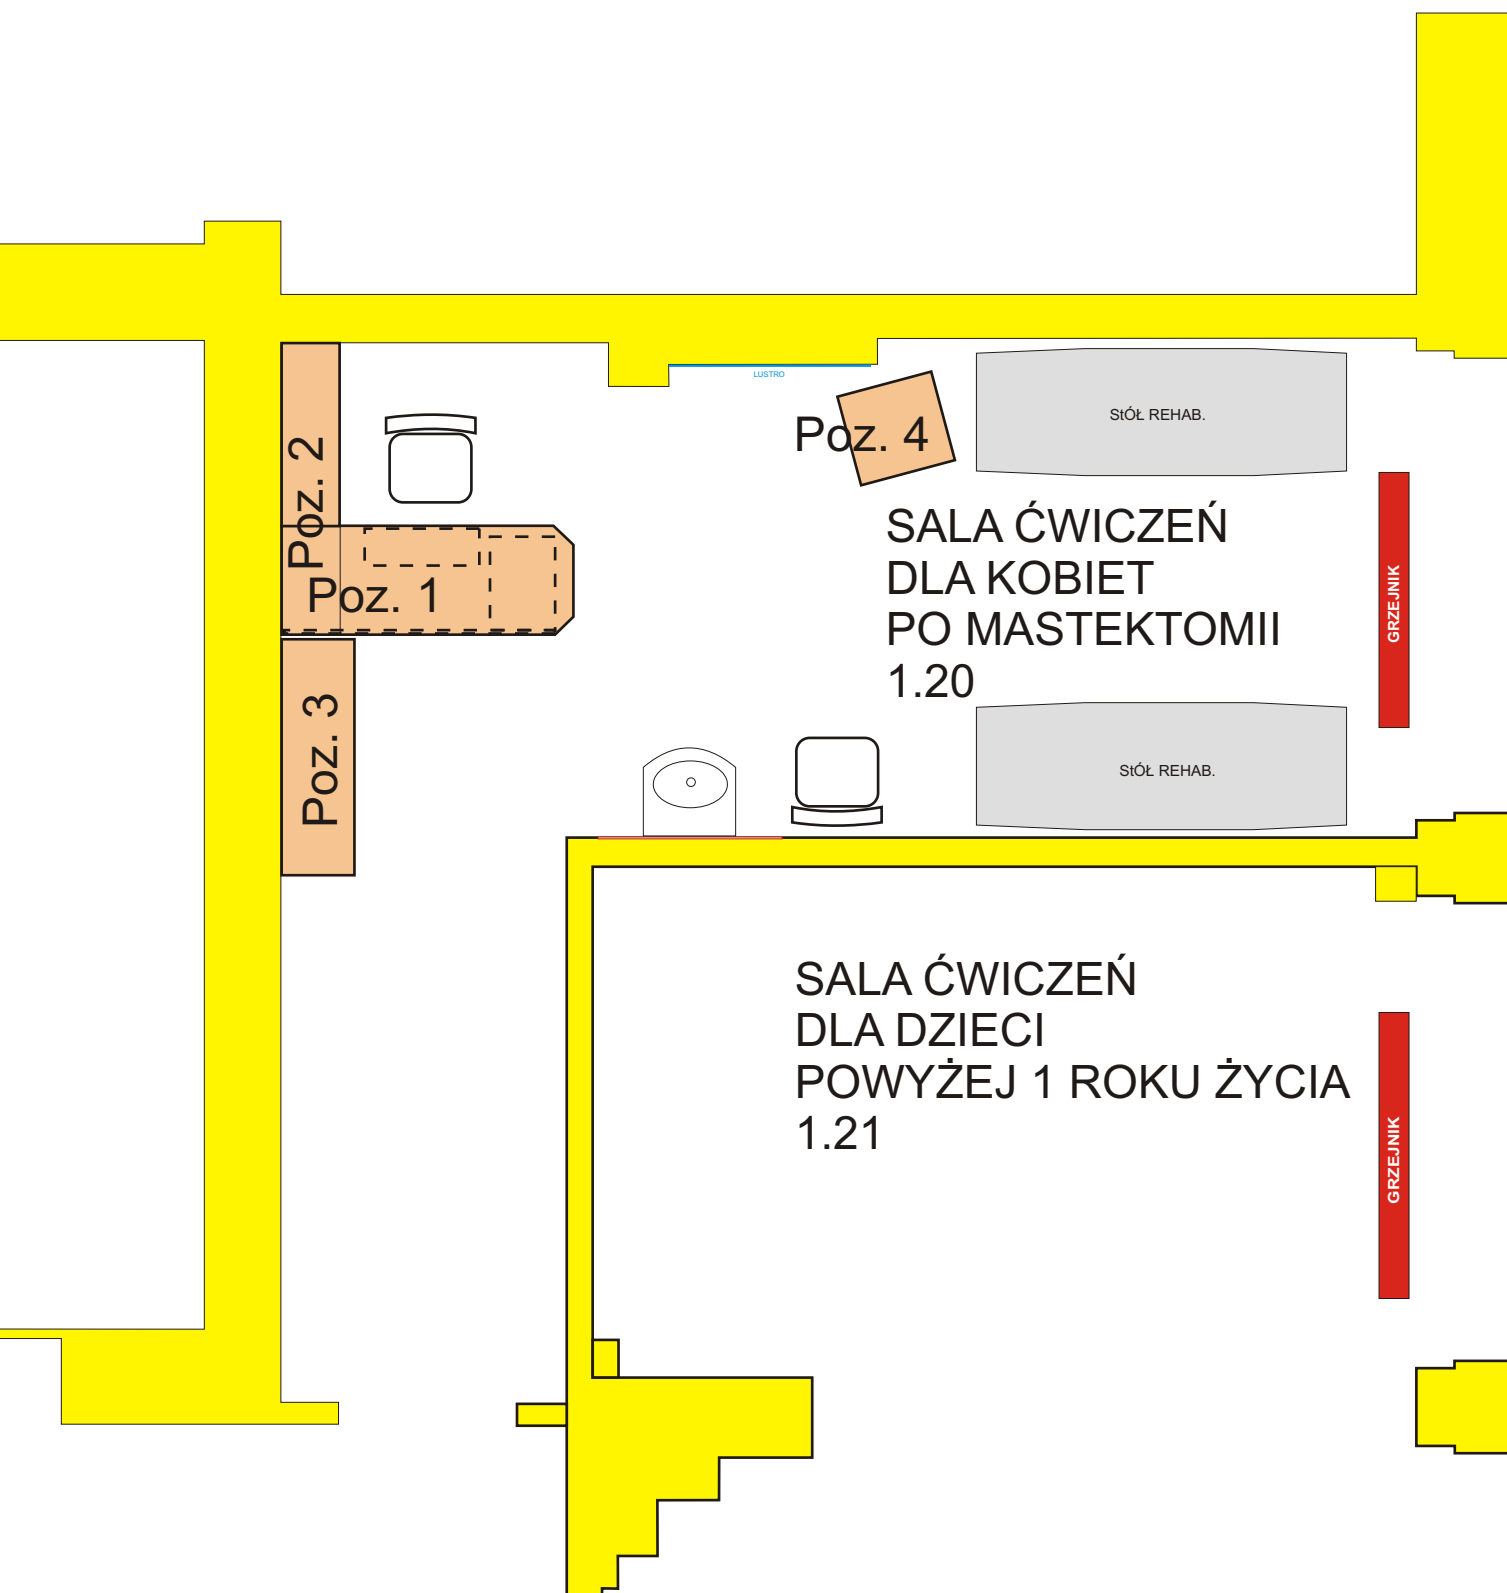 LUSTRO
StÓŁ REHAB.
Poz. 4
Poz. 2
SALA ĆWICZEŃ
DLA KOBIET
PO MASTEKTOMII
1.20
GRZEJNIK
Poz. 1
Poz. 3
StÓŁ REHAB.
SALA ĆWICZEŃ
DLA DZIECI
POWYŻEJ 1 ROKU ŻYCIA
1.21
GRZEJNIK